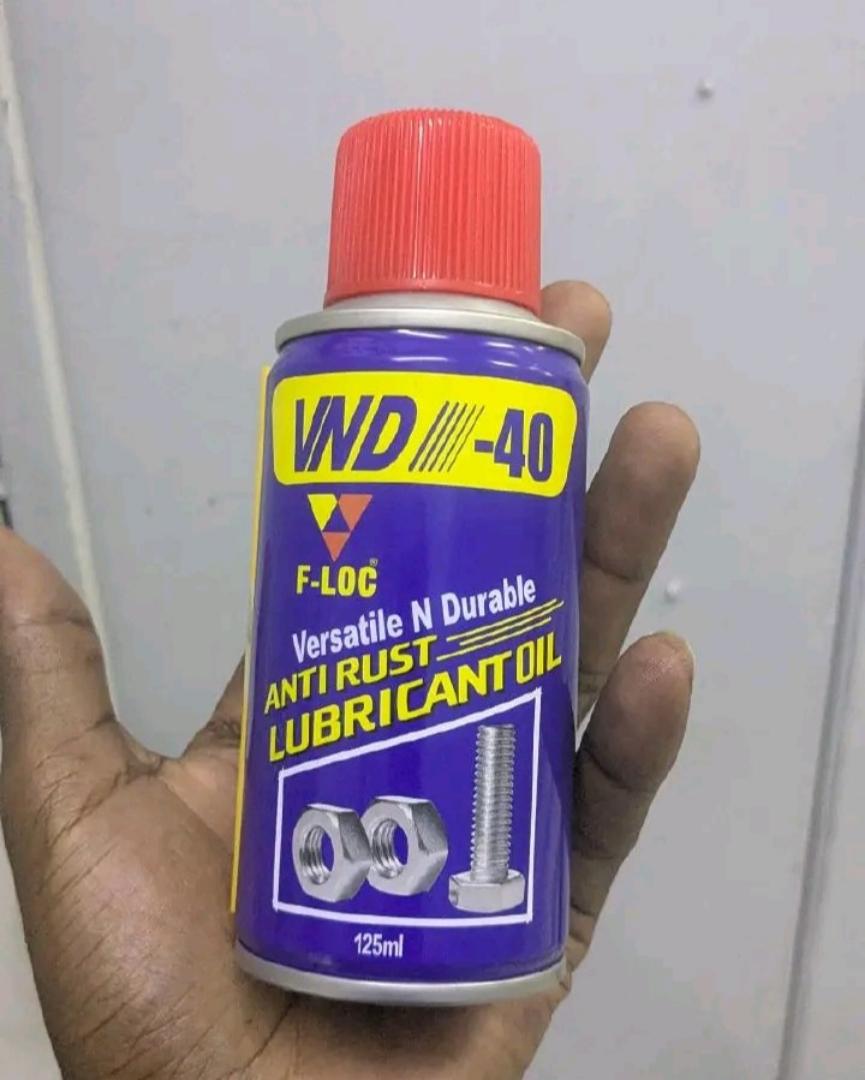 VND -40
F-LOC®
Versatile N Durable
ANTI RUST
LUBRICANT OIL
125ml